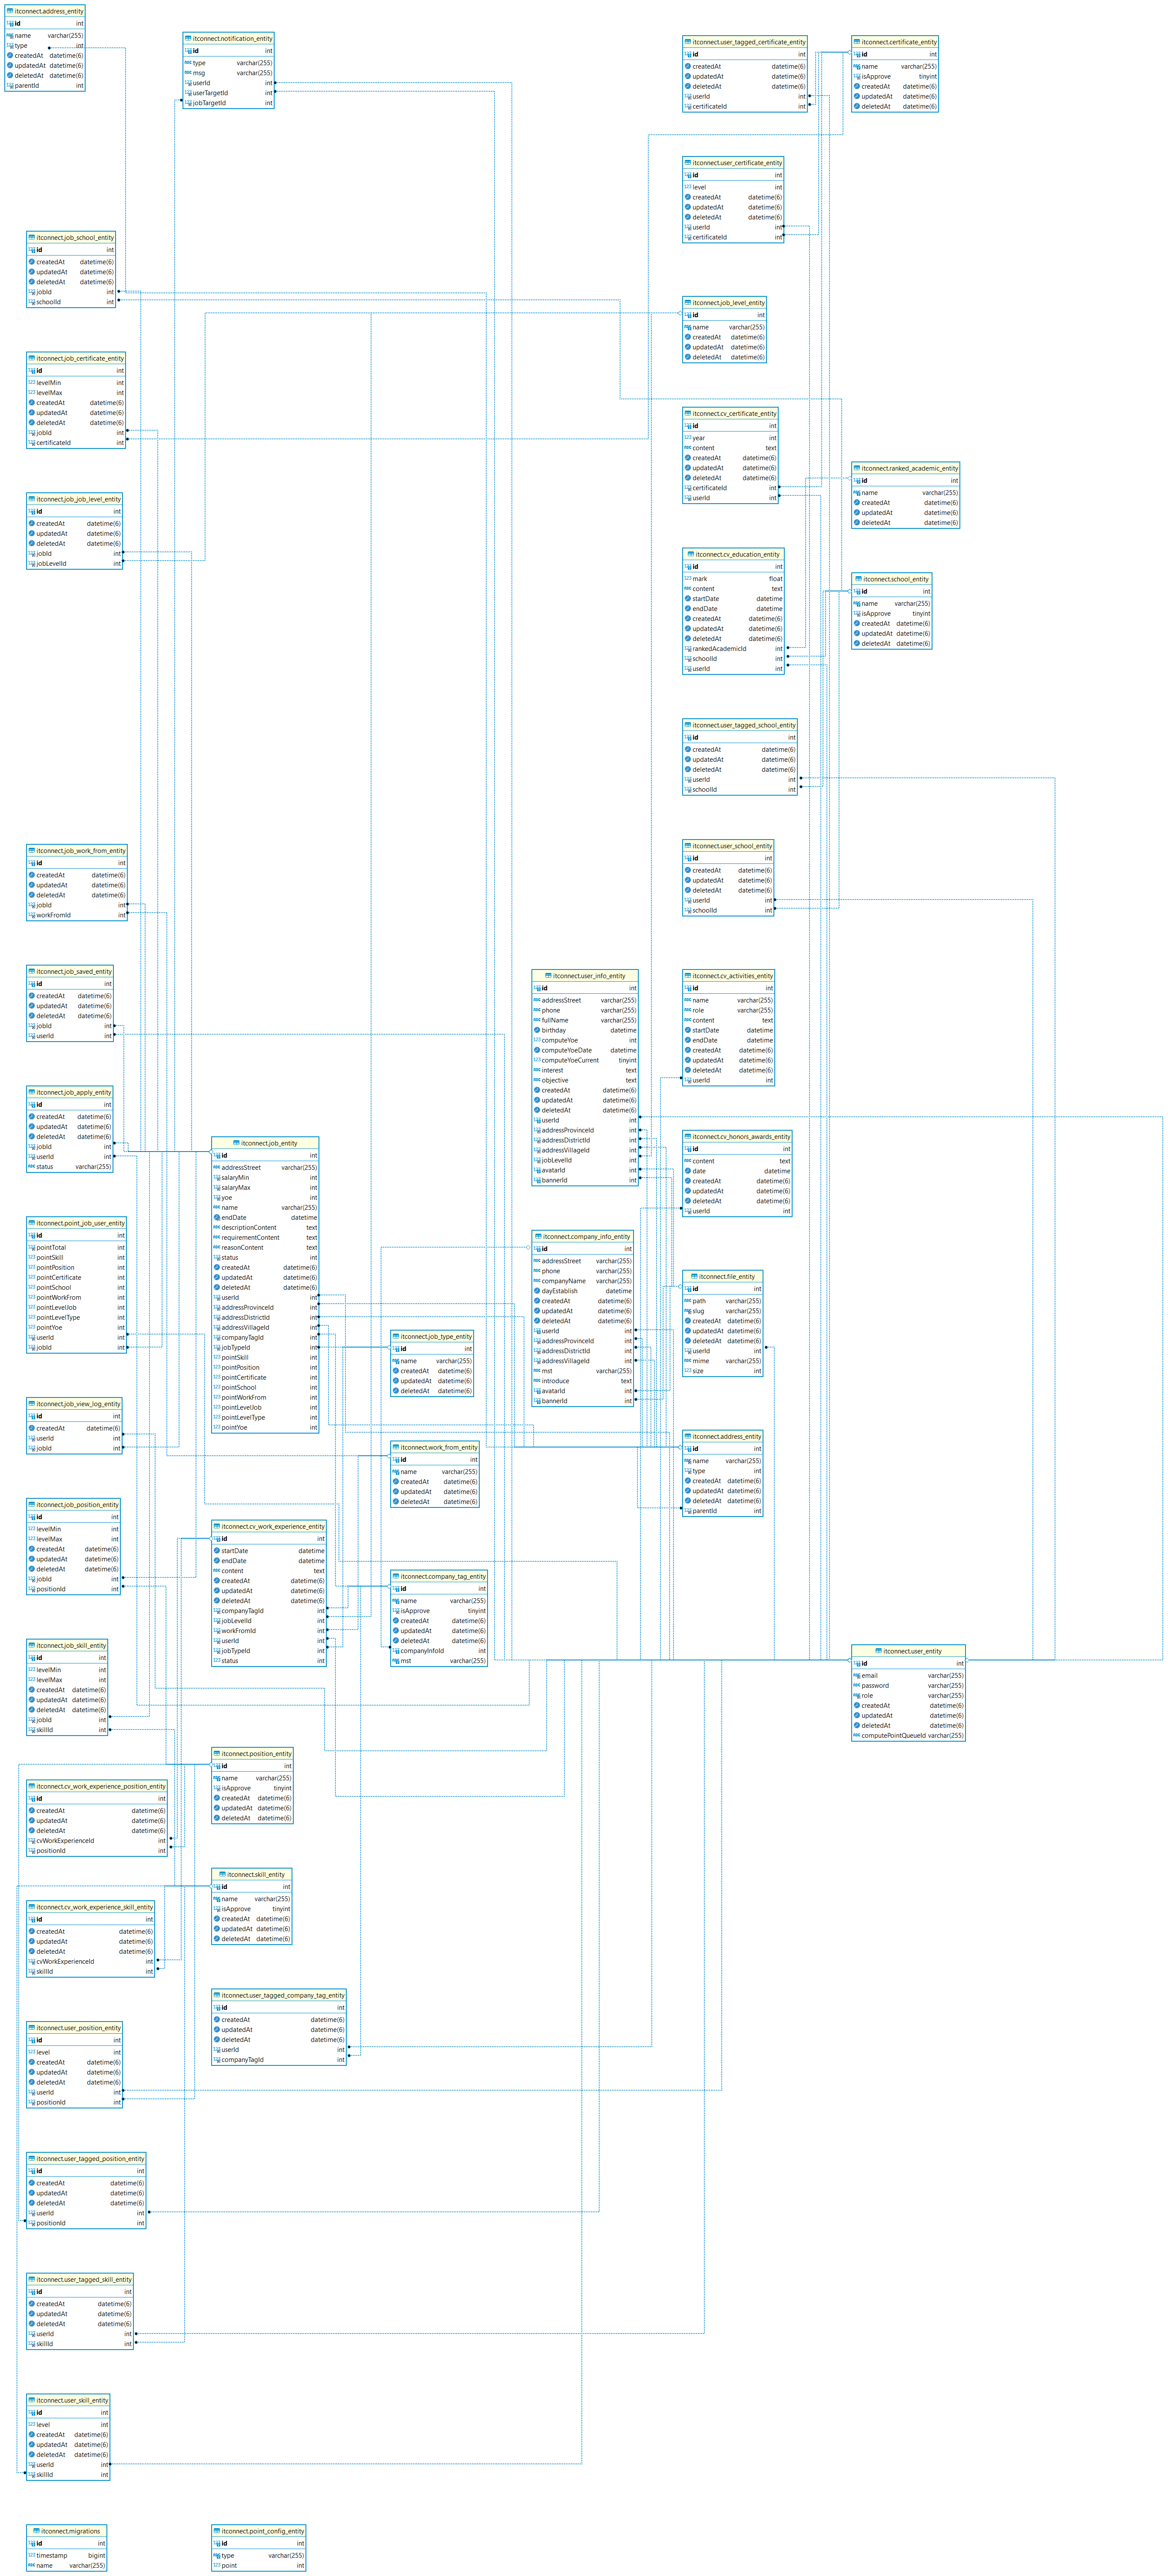 itconnect.address_entity
id int
name varchar(255)
type int
createdAt datetime(6)
updatedAt datetime(6)
deletedAt datetime(6)
parentId int
itconnect.notification_entity
id int
type varchar(255)
msg varchar(255)
userId int
userTargetId int
jobTargetId int
itconnect.user_tagged_certificate_entity
id int
createdAt datetime(6)
updatedAt datetime(6)
deletedAt datetime(6)
userId int
certificateId int
itconnect.certificate_entity
id int
name varchar(255)
isApprove tinyint
createdAt datetime(6)
updatedAt datetime(6)
deletedAt datetime(6)
itconnect.user_certificate_entity
id int
level int
createdAt datetime(6)
updatedAt datetime(6)
deletedAt datetime(6)
userId int
certificateId int
itconnect.job_school_entity
id int
createdAt datetime(6)
updatedAt datetime(6)
deletedAt datetime(6)
jobId int
schoolId int
itconnect.job_level_entity
id int
name varchar(255)
createdAt datetime(6)
updatedAt datetime(6)
deletedAt datetime(6)
itconnect.job_certificate_entity
id int
levelMin int
levelMax int
createdAt datetime(6)
updatedAt datetime(6)
deletedAt datetime(6)
jobId int
certificateId int
itconnect.cv_certificate_entity
id int
year int
content text
createdAt datetime(6)
updatedAt datetime(6)
deletedAt datetime(6)
certificateId int
userId int
itconnect.ranked_academic_entity
id int
name varchar(255)
createdAt datetime(6)
updatedAt datetime(6)
deletedAt datetime(6)
itconnect.job_job_level_entity
id int
createdAt datetime(6)
updatedAt datetime(6)
deletedAt datetime(6)
jobId int
jobLevelId int
itconnect.cv_education_entity
id int
mark float
content text
startDate datetime
endDate datetime
createdAt datetime(6)
updatedAt datetime(6)
deletedAt datetime(6)
rankedAcademicId int
schoolId int
userId int
itconnect.school_entity
id int
name varchar(255)
isApprove tinyint
createdAt datetime(6)
updatedAt datetime(6)
deletedAt datetime(6)
itconnect.user_tagged_school_entity
id int
createdAt datetime(6)
updatedAt datetime(6)
deletedAt datetime(6)
userId int
schoolId int
itconnect.job_work_from_entity
id int
createdAt datetime(6)
updatedAt datetime(6)
deletedAt datetime(6)
jobId int
workFromId int
itconnect.user_school_entity
id int
createdAt datetime(6)
updatedAt datetime(6)
deletedAt datetime(6)
userId int
schoolId int
itconnect.job_saved_entity
id int
createdAt datetime(6)
updatedAt datetime(6)
deletedAt datetime(6)
jobId int
userId int
itconnect.user_info_entity
id int
addressStreet varchar(255)
phone varchar(255)
fullName varchar(255)
birthday datetime
computeYoe int
computeYoeDate datetime
computeYoeCurrent tinyint
interest text
objective text
createdAt datetime(6)
updatedAt datetime(6)
deletedAt datetime(6)
userId int
addressProvinceId int
addressDistrictId int
addressVillageId int
jobLevelId int
avatarId int
bannerId int
itconnect.cv_activities_entity
id int
name varchar(255)
role varchar(255)
content text
startDate datetime
endDate datetime
createdAt datetime(6)
updatedAt datetime(6)
deletedAt datetime(6)
userId int
itconnect.job_apply_entity
id int
createdAt datetime(6)
updatedAt datetime(6)
deletedAt datetime(6)
jobId int
userId int
status varchar(255)
itconnect.job_entity
id int
addressStreet varchar(255)
salaryMin int
salaryMax int
yoe int
name varchar(255)
endDate datetime
descriptionContent text
requirementContent text
reasonContent text
status int
createdAt datetime(6)
updatedAt datetime(6)
deletedAt datetime(6)
userId int
addressProvinceId int
addressDistrictId int
addressVillageId int
companyTagId int
jobTypeId int
pointSkill int
pointPosition int
pointCertificate int
pointSchool int
pointWorkFrom int
pointLevelJob int
pointLevelType int
pointYoe int
itconnect.cv_honors_awards_entity
id int
content text
date datetime
createdAt datetime(6)
updatedAt datetime(6)
deletedAt datetime(6)
userId int
itconnect.point_job_user_entity
id int
pointTotal int
pointSkill int
pointPosition int
pointCertificate int
pointSchool int
pointWorkFrom int
pointLevelJob int
pointLevelType int
pointYoe int
userId int
jobId int
itconnect.company_info_entity
id int
addressStreet varchar(255)
phone varchar(255)
companyName varchar(255)
dayEstablish datetime
createdAt datetime(6)
updatedAt datetime(6)
deletedAt datetime(6)
userId int
addressProvinceId int
addressDistrictId int
addressVillageId int
mst varchar(255)
introduce text
avatarId int
bannerId int
itconnect.file_entity
id int
path varchar(255)
slug varchar(255)
createdAt datetime(6)
updatedAt datetime(6)
deletedAt datetime(6)
userId int
mime varchar(255)
size int
itconnect.job_type_entity
id int
name varchar(255)
createdAt datetime(6)
updatedAt datetime(6)
deletedAt datetime(6)
itconnect.job_view_log_entity
id int
createdAt datetime(6)
userId int
jobId int
itconnect.work_from_entity
id int
name varchar(255)
createdAt datetime(6)
updatedAt datetime(6)
deletedAt datetime(6)
itconnect.address_entity
id int
name varchar(255)
type int
createdAt datetime(6)
updatedAt datetime(6)
deletedAt datetime(6)
parentId int
itconnect.job_position_entity
id int
levelMin int
levelMax int
createdAt datetime(6)
updatedAt datetime(6)
deletedAt datetime(6)
jobId int
positionId int
itconnect.cv_work_experience_entity
id int
startDate datetime
endDate datetime
content text
createdAt datetime(6)
updatedAt datetime(6)
deletedAt datetime(6)
companyTagId int
jobLevelId int
workFromId int
userId int
jobTypeId int
status int
itconnect.company_tag_entity
id int
name varchar(255)
isApprove tinyint
createdAt datetime(6)
updatedAt datetime(6)
deletedAt datetime(6)
companyInfoId int
mst varchar(255)
itconnect.job_skill_entity
id int
levelMin int
levelMax int
createdAt datetime(6)
updatedAt datetime(6)
deletedAt datetime(6)
jobId int
skillId int
itconnect.user_entity
id int
email varchar(255)
password varchar(255)
role varchar(255)
createdAt datetime(6)
updatedAt datetime(6)
deletedAt datetime(6)
computePointQueueId varchar(255)
itconnect.position_entity
id int
name varchar(255)
isApprove tinyint
createdAt datetime(6)
updatedAt datetime(6)
deletedAt datetime(6)
itconnect.cv_work_experience_position_entity
id int
createdAt datetime(6)
updatedAt datetime(6)
deletedAt datetime(6)
cvWorkExperienceId int
positionId int
itconnect.skill_entity
id int
name varchar(255)
isApprove tinyint
createdAt datetime(6)
updatedAt datetime(6)
deletedAt datetime(6)
itconnect.cv_work_experience_skill_entity
id int
createdAt datetime(6)
updatedAt datetime(6)
deletedAt datetime(6)
cvWorkExperienceId int
skillId int
itconnect.user_tagged_company_tag_entity
id int
createdAt datetime(6)
updatedAt datetime(6)
deletedAt datetime(6)
userId int
companyTagId int
itconnect.user_position_entity
id int
level int
createdAt datetime(6)
updatedAt datetime(6)
deletedAt datetime(6)
userId int
positionId int
itconnect.user_tagged_position_entity
id int
createdAt datetime(6)
updatedAt datetime(6)
deletedAt datetime(6)
userId int
positionId int
itconnect.user_tagged_skill_entity
id int
createdAt datetime(6)
updatedAt datetime(6)
deletedAt datetime(6)
userId int
skillId int
itconnect.user_skill_entity
id int
level int
createdAt datetime(6)
updatedAt datetime(6)
deletedAt datetime(6)
userId int
skillId int
itconnect.migrations
id int
timestamp bigint
name varchar(255)
itconnect.point_config_entity
id int
type varchar(255)
point int